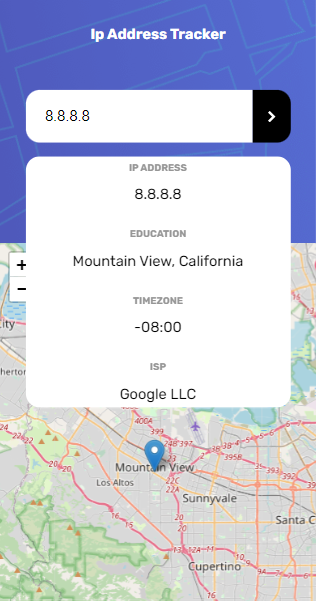 Ip Address Tracker
8.8.8.8
IP ADDRESS
8.8.8.8
EDUCATION
Mountain View, California
TIMEZONE
-08:00
ISP
Google LLC
+
−
City
Mountain View
Los Altos
Sunnyvale
Santa C
Cupertino